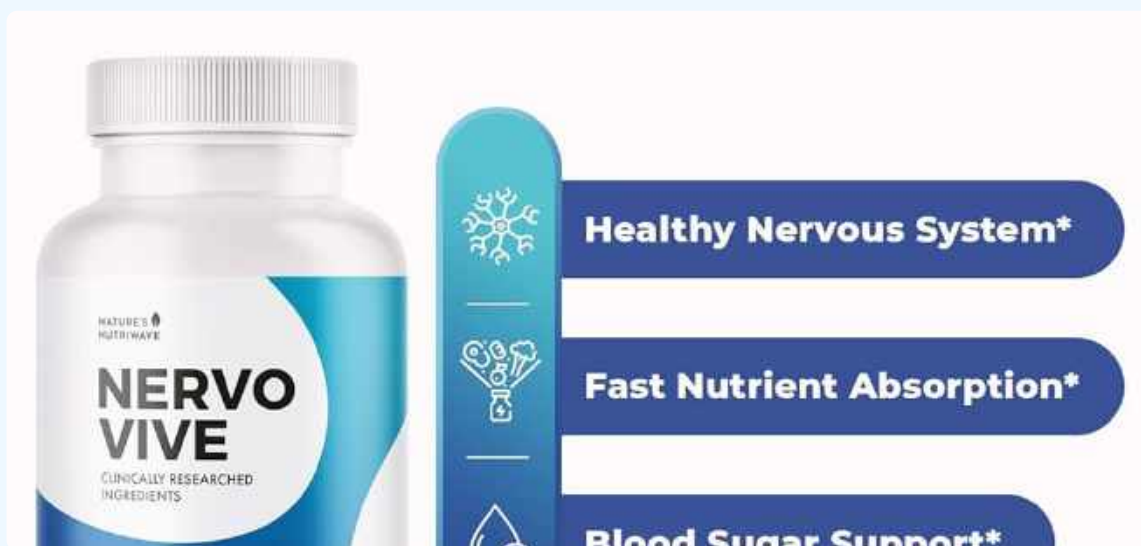 NATURE'S
NUTRIWAVE
NERVO
VIVE
CLINICALLY RESEARCHED
INGREDIENTS
Healthy Nervous System*
Fast Nutrient Absorption*
Blood Sugar Support*